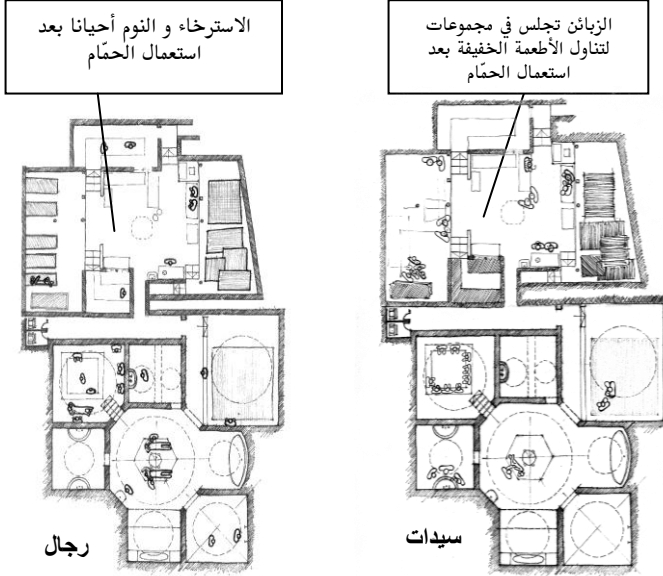 الزبائن تجلس في مجموعات
لتناول الأطعمة الخفيفة بعد
استعمال الحمّام
الاسترخاء و النوم أحيانا بعد
استعمال الحمّام
سيدات
رجال